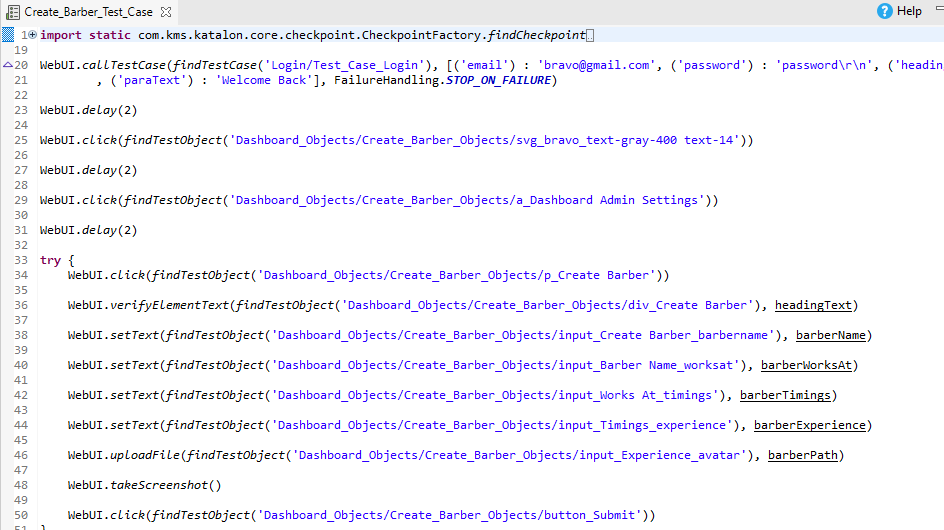 Create_Barber_Test_Case
Help
1 import static com.kms.katalon.core.checkpoint.CheckpointFactory.findCheckpoint
19
20 WebUI.callTestCase(findTestCase('Login/Test_Case_Login'), [('email') : 'bravo@gmail.com', ('password') : 'password\r\n', ('heading
21 , ('paraText') : 'Welcome Back'], FailureHandling.STOP_ON_FAILURE)
22
23 WebUI.delay(2)
24
25 WebUI.click(findTestObject('Dashboard_Objects/Create_Barber_Objects/svg_bravo_text-gray-400 text-14'))
26
27 WebUI.delay(2)
28
29 WebUI.click(findTestObject('Dashboard_Objects/Create_Barber_Objects/a_Dashboard Admin Settings'))
30
31 WebUI.delay(2)
32
33 try {
34 WebUI.click(findTestObject('Dashboard_Objects/Create_Barber_Objects/p_Create Barber'))
35
36 WebUI.verifyElementText(findTestObject('Dashboard_Objects/Create_Barber_Objects/div_Create Barber'), headingText)
37
38 WebUI.setText(findTestObject('Dashboard_Objects/Create_Barber_Objects/input_Create Barber_barbername'), barberName)
39
40 WebUI.setText(findTestObject('Dashboard_Objects/Create_Barber_Objects/input_Barber Name_worksat'), barberWorksAt)
41
42 WebUI.setText(findTestObject('Dashboard_Objects/Create_Barber_Objects/input_Works At_timings'), barberTimings)
43
44 WebUI.setText(findTestObject('Dashboard_Objects/Create_Barber_Objects/input_Timings_experience'), barberExperience)
45
46 WebUI.uploadFile(findTestObject('Dashboard_Objects/Create_Barber_Objects/input_Experience_avatar'), barberPath)
47
48 WebUI.takeScreenshot()
49
50 WebUI.click(findTestObject('Dashboard_Objects/Create_Barber_Objects/button_Submit'))